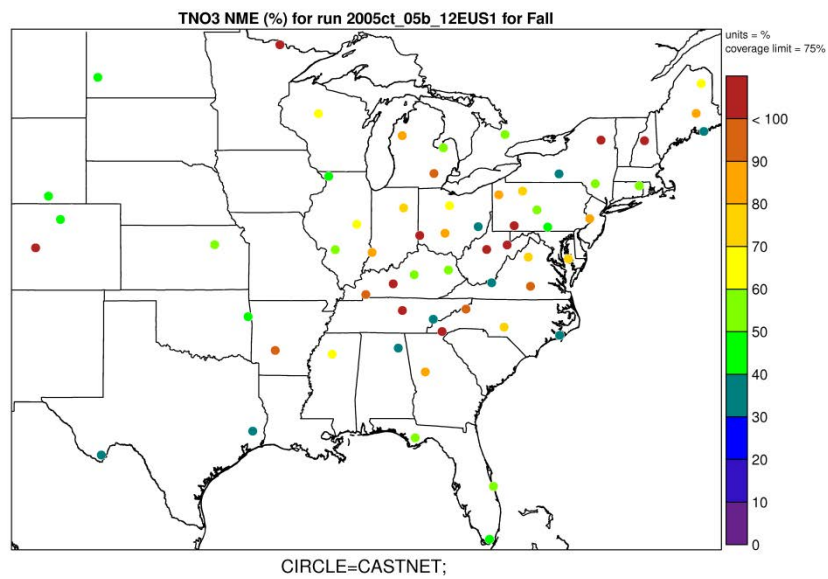 TNO3 NME (%) for run 2005ct_05b_12EUS1 for Fall
units = %
coverage limit = 75%
< 100
90
80
70
60
50
40
30
20
10
0
CIRCLE=CASTNET;